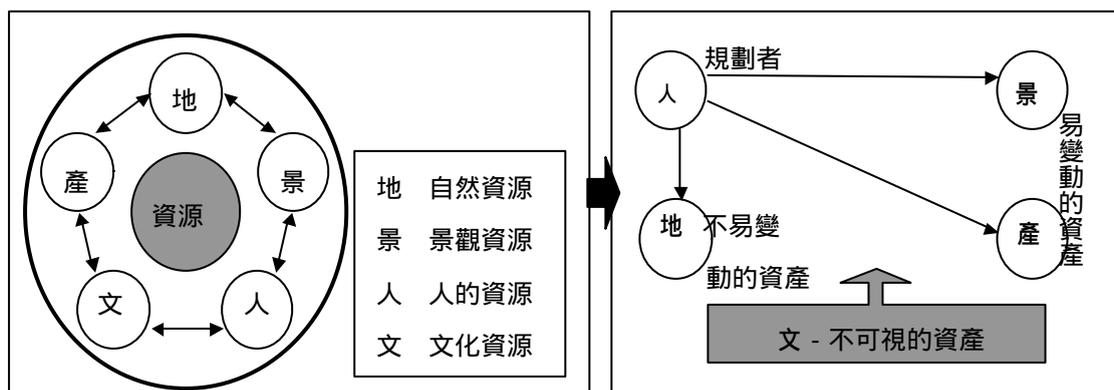 地
產
景
資源
文
人
地 自然資源
景 景觀資源
人 人的資源
文 文化資源
規劃者
人
景
易變動的資產
地
不易變
動的資產
產
文 - 不可視的資產